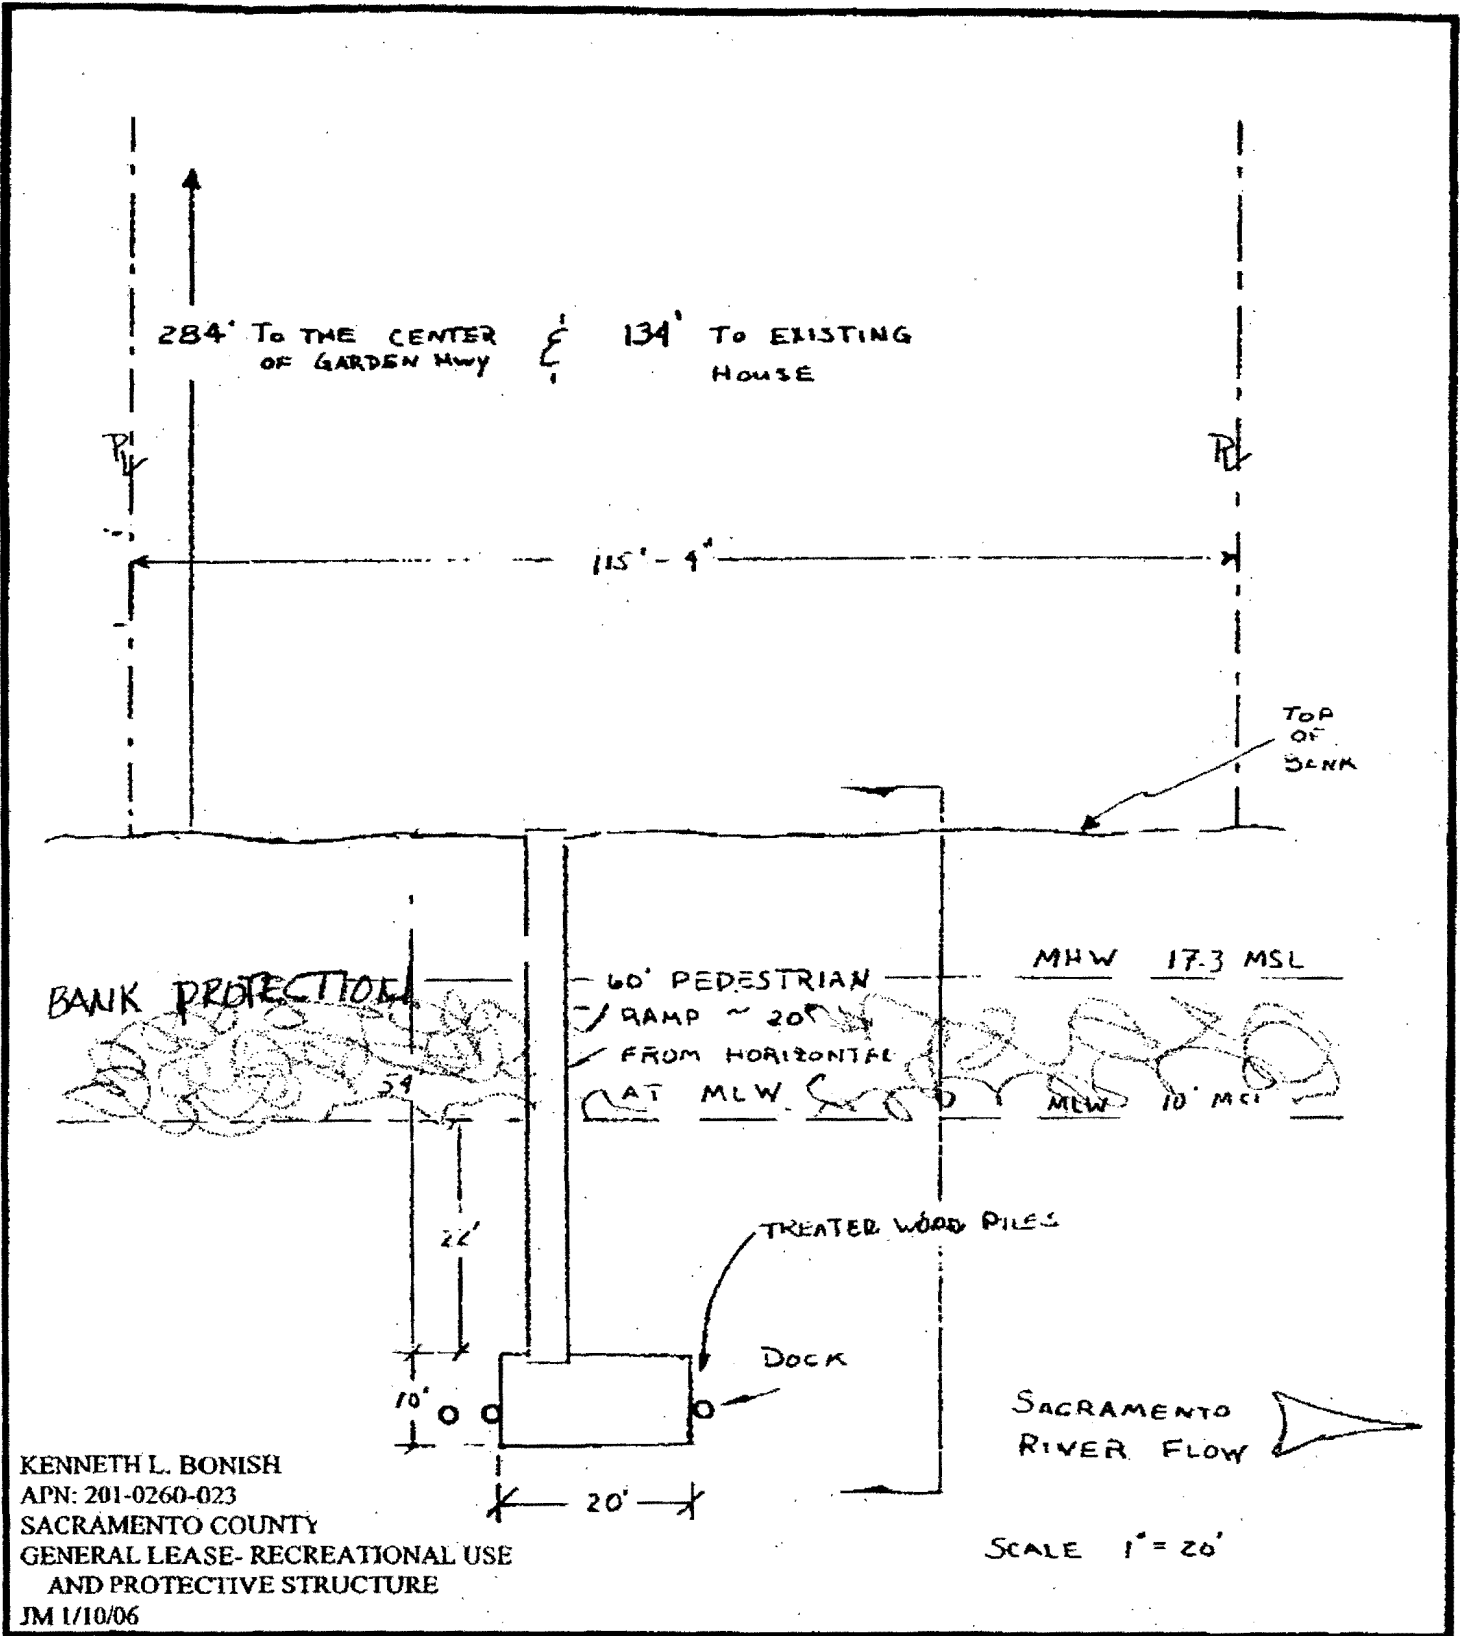 284' TO THE CENTER
OF GARDEN HWY
&
134' TO EXISTING
HOUSE
PL
PL
115' - 4"
TOP
OF
BANK
BANK PROTECTION
60' PEDESTRIAN
RAMP ~ 20°
FROM HORIZONTAL
AT MLW
MHW 17.3 MSL
MLW 10' MSL
22'
TREATER WOOD PILES
DOCK
10'
20'
SACRAMENTO
RIVER FLOW
SCALE 1" = 20'
KENNETH L. BONISH
APN: 201-0260-023
SACRAMENTO COUNTY
GENERAL LEASE- RECREATIONAL USE
AND PROTECTIVE STRUCTURE
JM 1/10/06